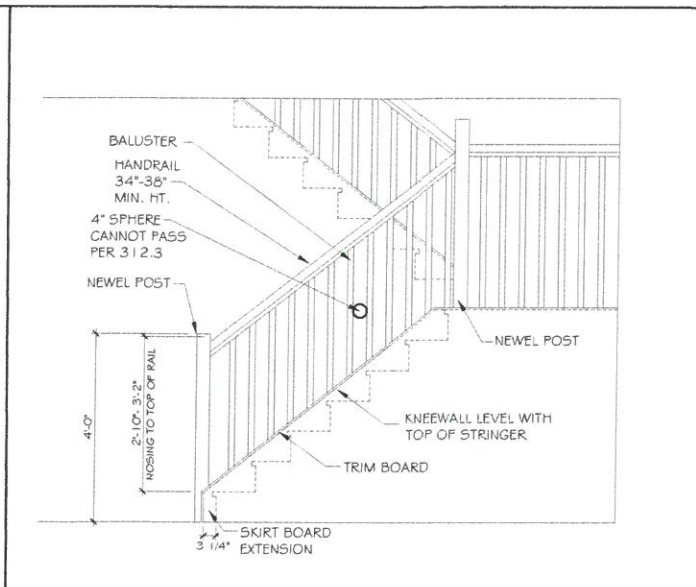 BALUSTER
HANDRAIL
34"-38"
MIN. HT.
4" SPHERE
CANNOT PASS
PER 312.3
NEWEL POST
4'-0"
2'-10"- 3'-2"
NOSING TO TOP OF RAIL
NEWEL POST
KNEEWALL LEVEL WITH
TOP OF STRINGER
TRIM BOARD
SKIRT BOARD
EXTENSION
3 1/4"